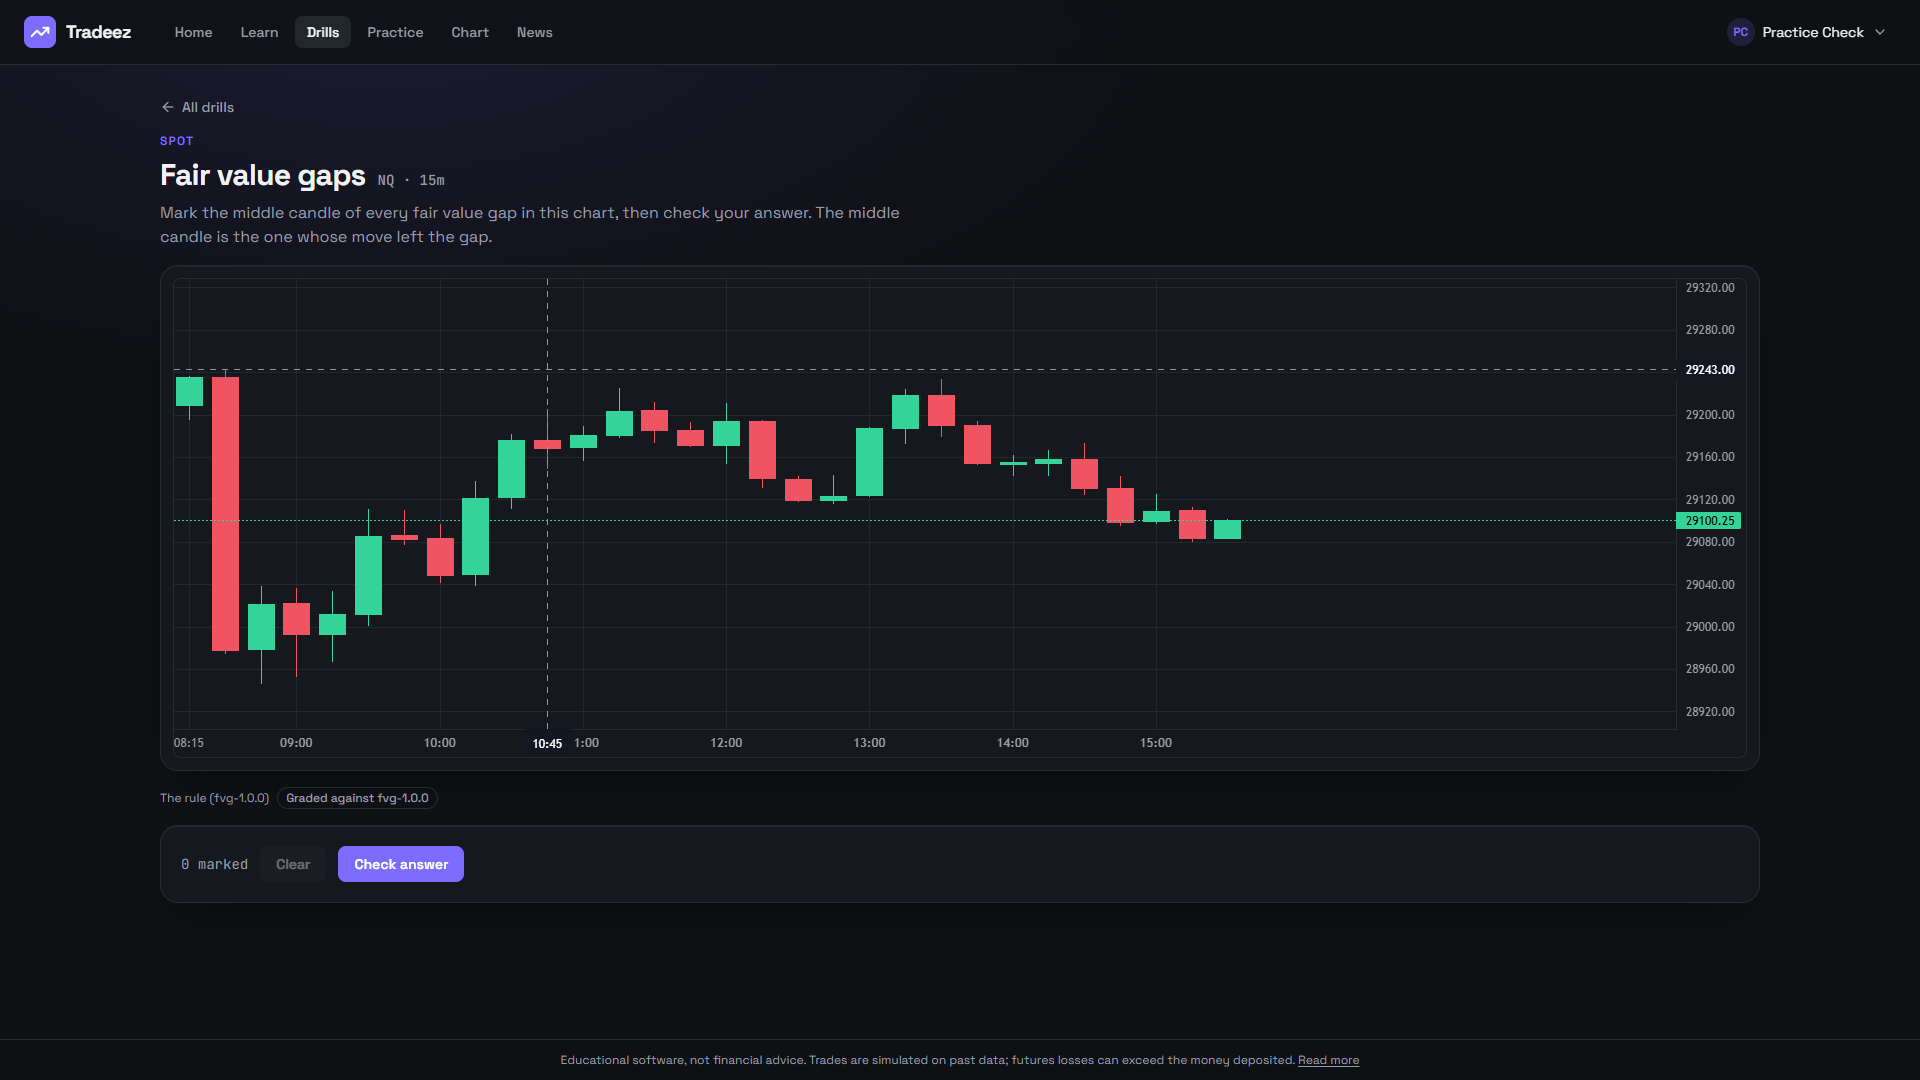 Tradeez
Home
Learn
Drills
Practice
Chart
News
PC
Practice Check
All drills
SPOT
Fair value gaps NQ · 15m
Mark the middle candle of every fair value gap in this chart, then check your answer. The middle
candle is the one whose move left the gap.
29320.00
29280.00
29243.00
29200.00
29160.00
29120.00
29100.25
29080.00
29040.00
29000.00
28960.00
28920.00
08:15
09:00
10:00
10:45
1:00
12:00
13:00
14:00
15:00
The rule (fvg-1.0.0)
Graded against fvg-1.0.0
0 marked
Clear
Check answer
Educational software, not financial advice. Trades are simulated on past data; futures losses can exceed the money deposited. Read more